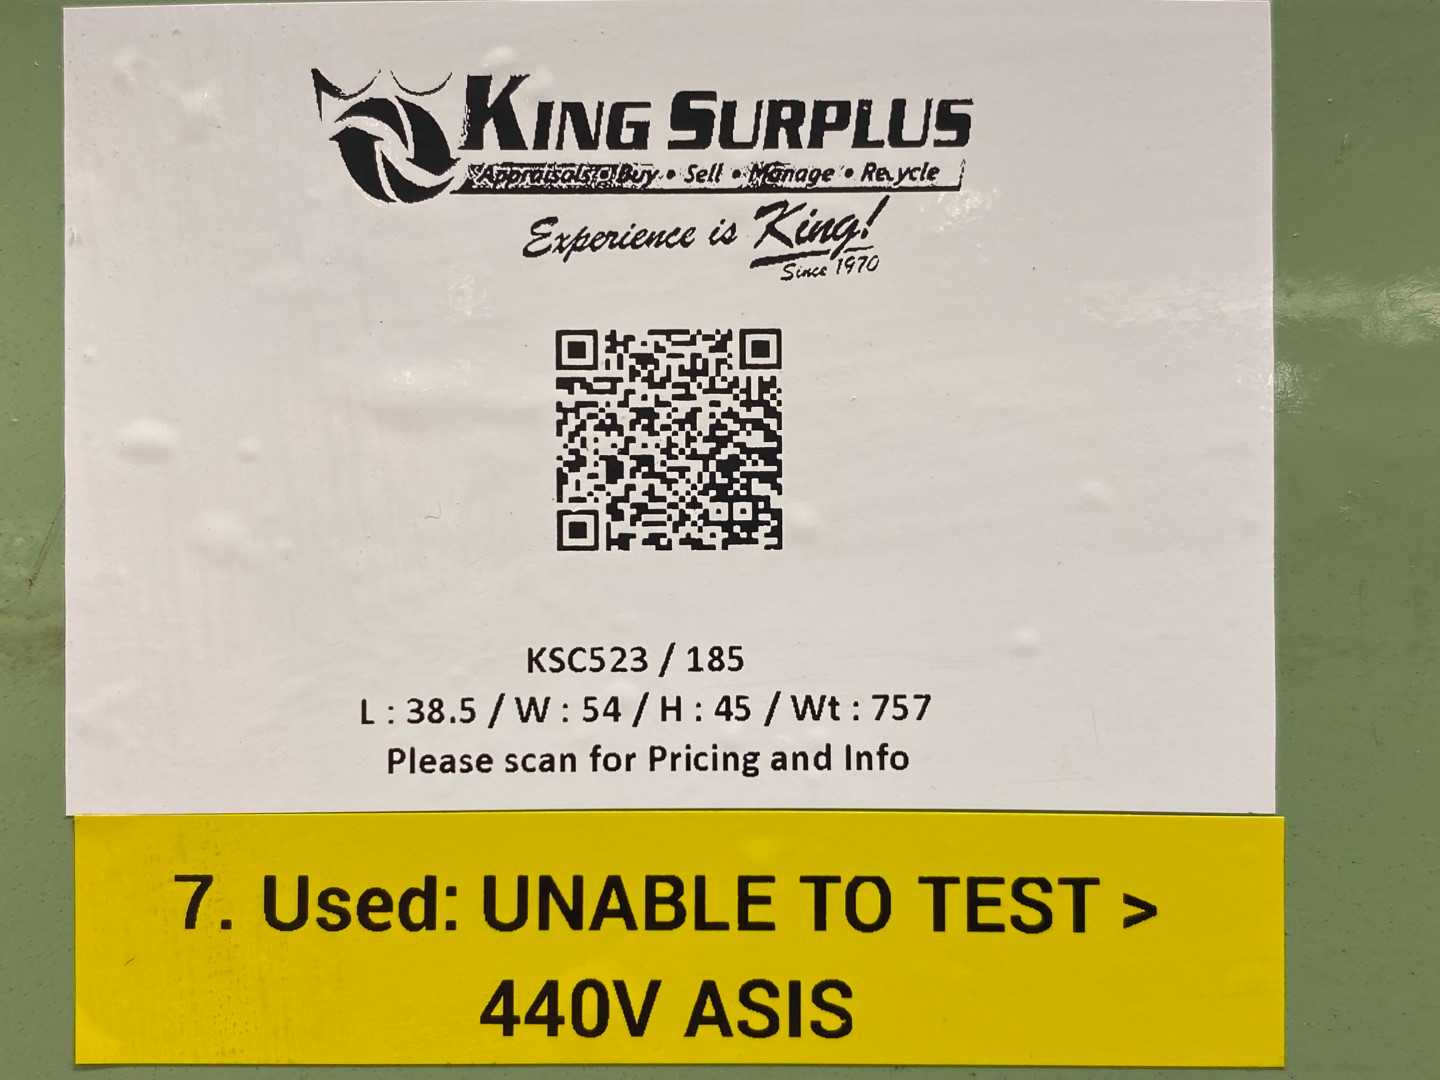 KING SURPLUS
Appraisals • Buy • Sell • Manage • Recycle
Experience is King!
Since 1970
KSC523 / 185
L : 38.5 / W : 54 / H : 45 / Wt : 757
Please scan for Pricing and Info
7. Used: UNABLE TO TEST >
440V ASIS